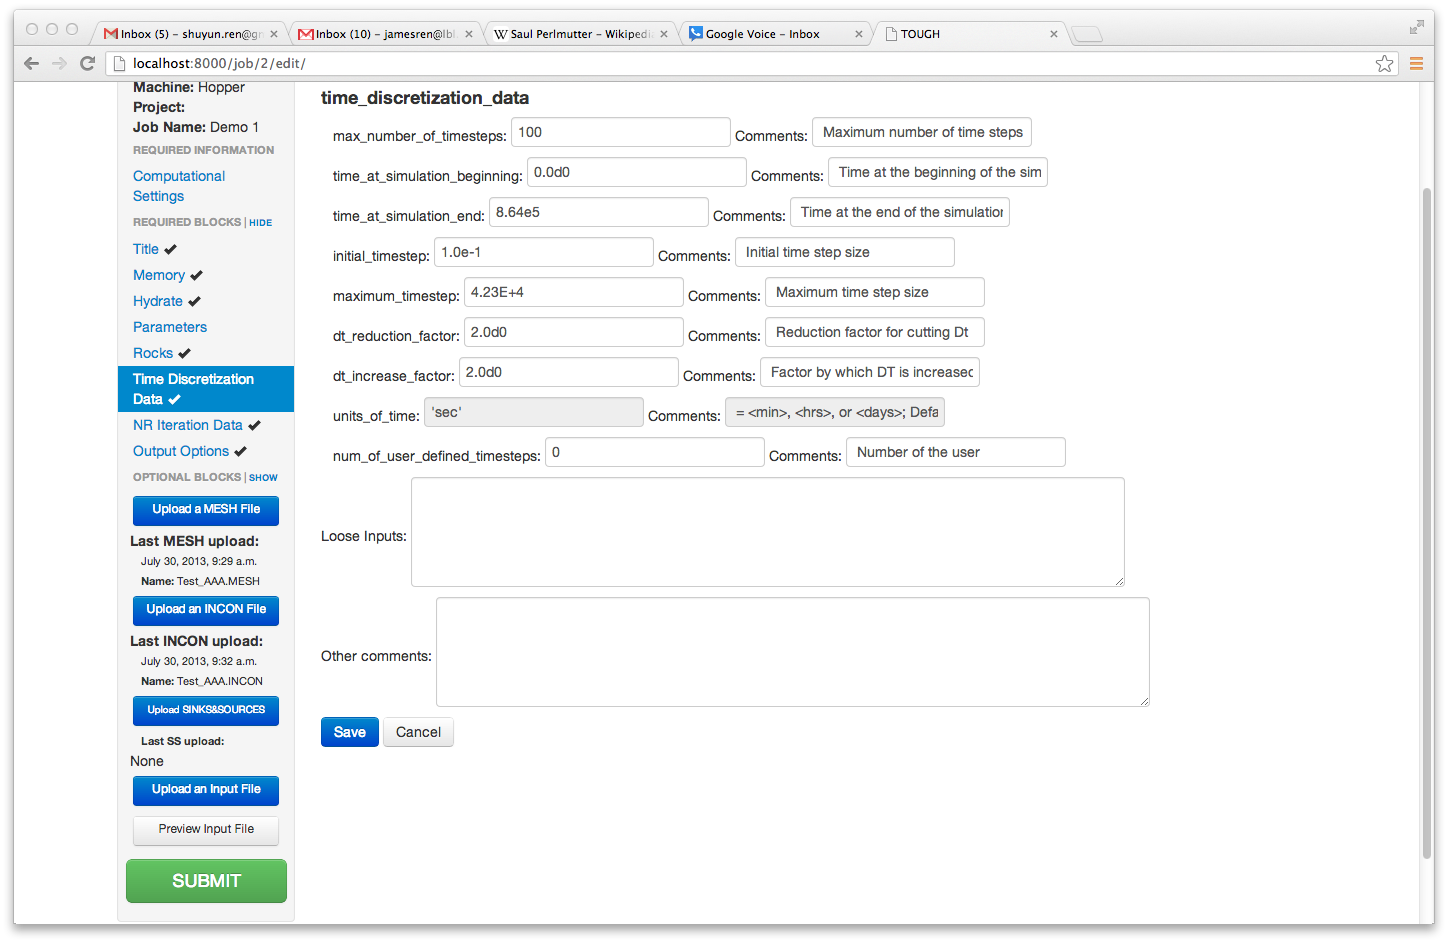 Inbox (5) – shuyun.ren@gm
Inbox (10) – jamesren@lbl.
Saul Perlmutter – Wikipedia
Google Voice – Inbox
TOUGH
localhost:8000/job/2/edit/
Machine: Hopper
Project:
Job Name: Demo 1
REQUIRED INFORMATION
Computational
Settings
REQUIRED BLOCKS | HIDE
Title
Memory
Hydrate
Parameters
Rocks
Time Discretization
Data
NR Iteration Data
Output Options
OPTIONAL BLOCKS | SHOW
Upload a MESH File
Last MESH upload:
July 30, 2013, 9:29 a.m.
Name: Test_AAA.MESH
Upload an INCON File
Last INCON upload:
July 30, 2013, 9:32 a.m.
Name: Test_AAA.INCON
Upload SINKS&SOURCES
Last SS upload:
None
Upload an Input File
Preview Input File
SUBMIT
time_discretization_data
max_number_of_timesteps: 100 Comments: Maximum number of time steps
time_at_simulation_beginning: 0.0d0 Comments: Time at the beginning of the sim
time_at_simulation_end: 8.64e5 Comments: Time at the end of the simulation
initial_timestep: 1.0e-1 Comments: Initial time step size
maximum_timestep: 4.23E+4 Comments: Maximum time step size
dt_reduction_factor: 2.0d0 Comments: Reduction factor for cutting Dt
dt_increase_factor: 2.0d0 Comments: Factor by which DT is increased
units_of_time: 'sec' Comments: = <min>, <hrs>, or <days>; Defa
num_of_user_defined_timesteps: 0 Comments: Number of the user
Loose Inputs:
Other comments:
Save Cancel